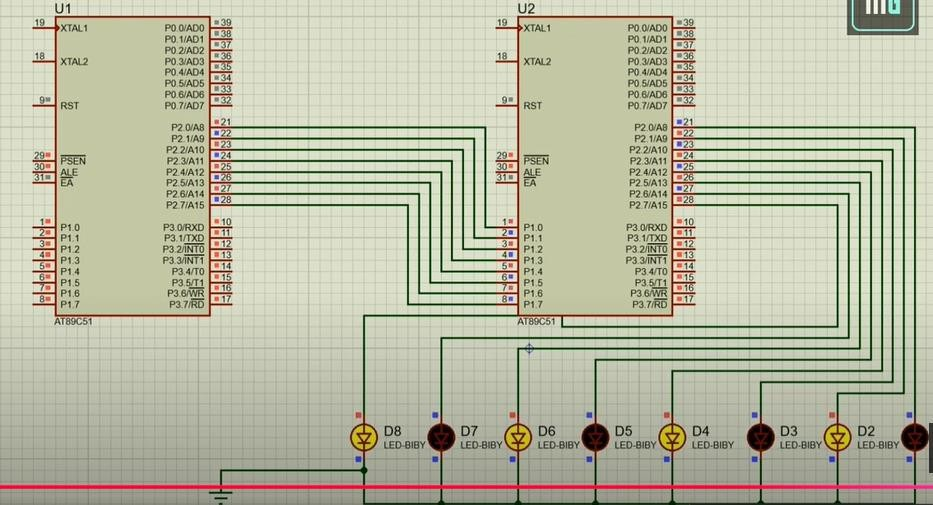 U1
19 XTAL1 P0.0/AD0 39
P0.1/AD1 38
P0.2/AD2 37
18 XTAL2 P0.3/AD3 36
P0.4/AD4 35
P0.5/AD5 34
P0.6/AD6 33
9 RST P0.7/AD7 32
P2.0/A8 21
P2.1/A9 22
P2.2/A10 23
29 PSEN P2.3/A11 24
30 ALE P2.4/A12 25
31 EA P2.5/A13 26
P2.6/A14 27
P2.7/A15 28
1 P1.0 P3.0/RXD 10
2 P1.1 P3.1/TXD 11
3 P1.2 P3.2/INT0 12
4 P1.3 P3.3/INT1 13
5 P1.4 P3.4/T0 14
6 P1.5 P3.5/T1 15
7 P1.6 P3.6/WR 16
8 P1.7 P3.7/RD 17
AT89C51
U2
19 XTAL1 P0.0/AD0 39
P0.1/AD1 38
P0.2/AD2 37
18 XTAL2 P0.3/AD3 36
P0.4/AD4 35
P0.5/AD5 34
P0.6/AD6 33
9 RST P0.7/AD7 32
P2.0/A8 21
P2.1/A9 22
P2.2/A10 23
29 PSEN P2.3/A11 24
30 ALE P2.4/A12 25
31 EA P2.5/A13 26
P2.6/A14 27
P2.7/A15 28
1 P1.0 P3.0/RXD 10
2 P1.1 P3.1/TXD 11
3 P1.2 P3.2/INT0 12
4 P1.3 P3.3/INT1 13
5 P1.4 P3.4/T0 14
6 P1.5 P3.5/T1 15
7 P1.6 P3.6/WR 16
8 P1.7 P3.7/RD 17
AT89C51
D8 D7 D6 D5 D4 D3 D2
LED-BIBY LED-BIBY LED-BIBY LED-BIBY LED-BIBY LED-BIBY LED-BIBY